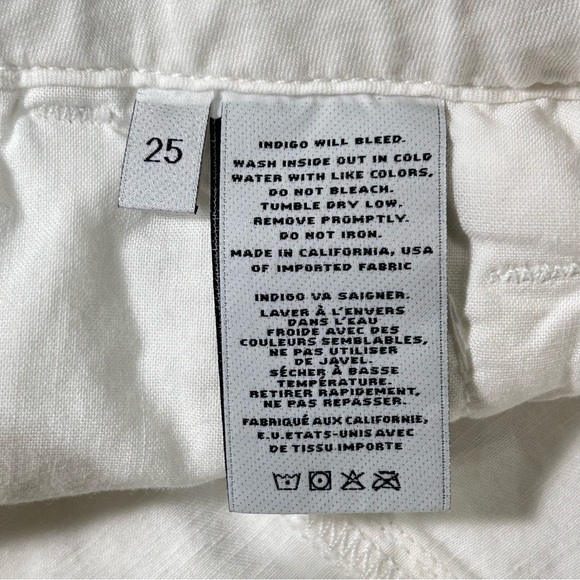 25
INDIGO WILL BLEED.
WASH INSIDE OUT IN COLD
WATER WITH LIKE COLORS,
DO NOT BLEACH.
TUMBLE DRY LOW.
REMOVE PROMPTLY.
DO NOT IRON.
MADE IN CALIFORNIA, USA
OF IMPORTED FABRIC
INDIGO VA SAIGNER.
LAVER À L'ENVERS
DANS L'EAU
FROIDE AVEC DES
COULEURS SEMBLABLES,
NE PAS UTILISER
DE JAVEL.
SÉCHER À BASSE
TEMPÉRATURE.
RETIRER RAPIDEMENT,
NE PAS REPASSER.
FABRIQUÉ AUX CALIFORNIE,
E.U.ETATS-UNIS AVEC
DE TISSU IMPORTE